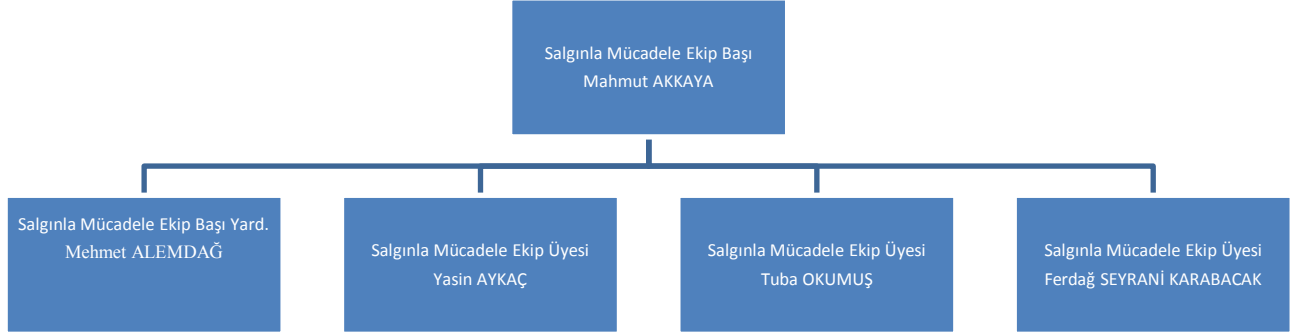 Salgınla Mücadele Ekip Başı
Mahmut AKKAYA
Salgınla Mücadele Ekip Başı Yard.
Mehmet ALEMDAĞ
Salgınla Mücadele Ekip Üyesi
Yasin AYKAÇ
Salgınla Mücadele Ekip Üyesi
Tuba OKUMUŞ
Salgınla Mücadele Ekip Üyesi
Ferdağ SEYRANİ KARABACAK